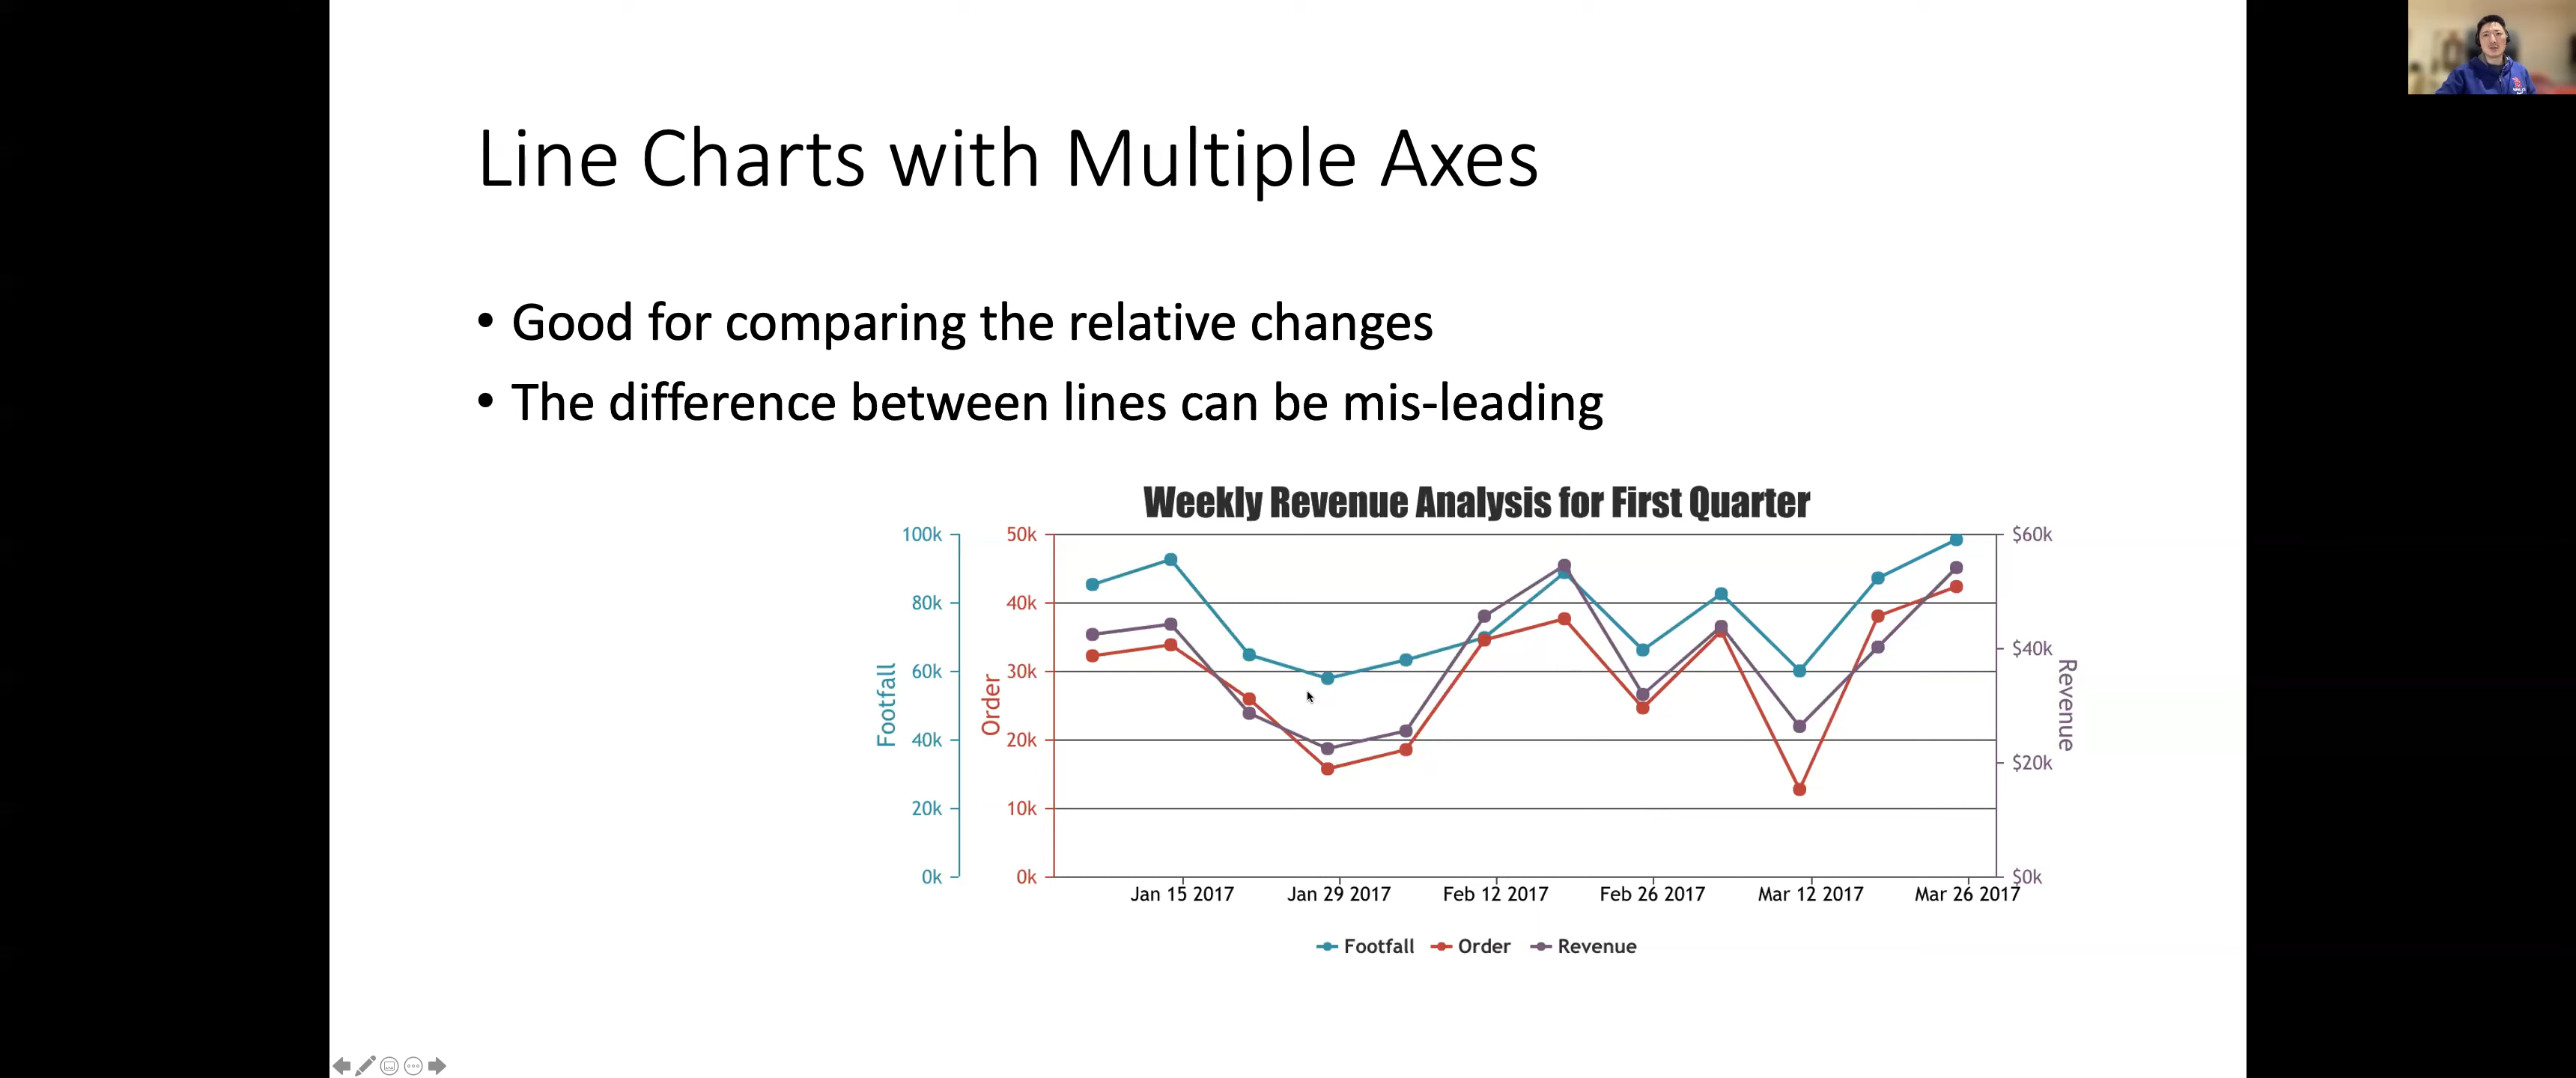 Line Charts with Multiple Axes
• Good for comparing the relative changes
• The difference between lines can be mis-leading
Weekly Revenue Analysis for First Quarter
100k
80k
60k
40k
20k
0k
Footfall
50k
40k
30k
20k
10k
0k
Order
$60k
$40k
$20k
$0k
Revenue
Jan 15 2017 Jan 29 2017 Feb 12 2017 Feb 26 2017 Mar 12 2017 Mar 26 2017
Footfall Order Revenue